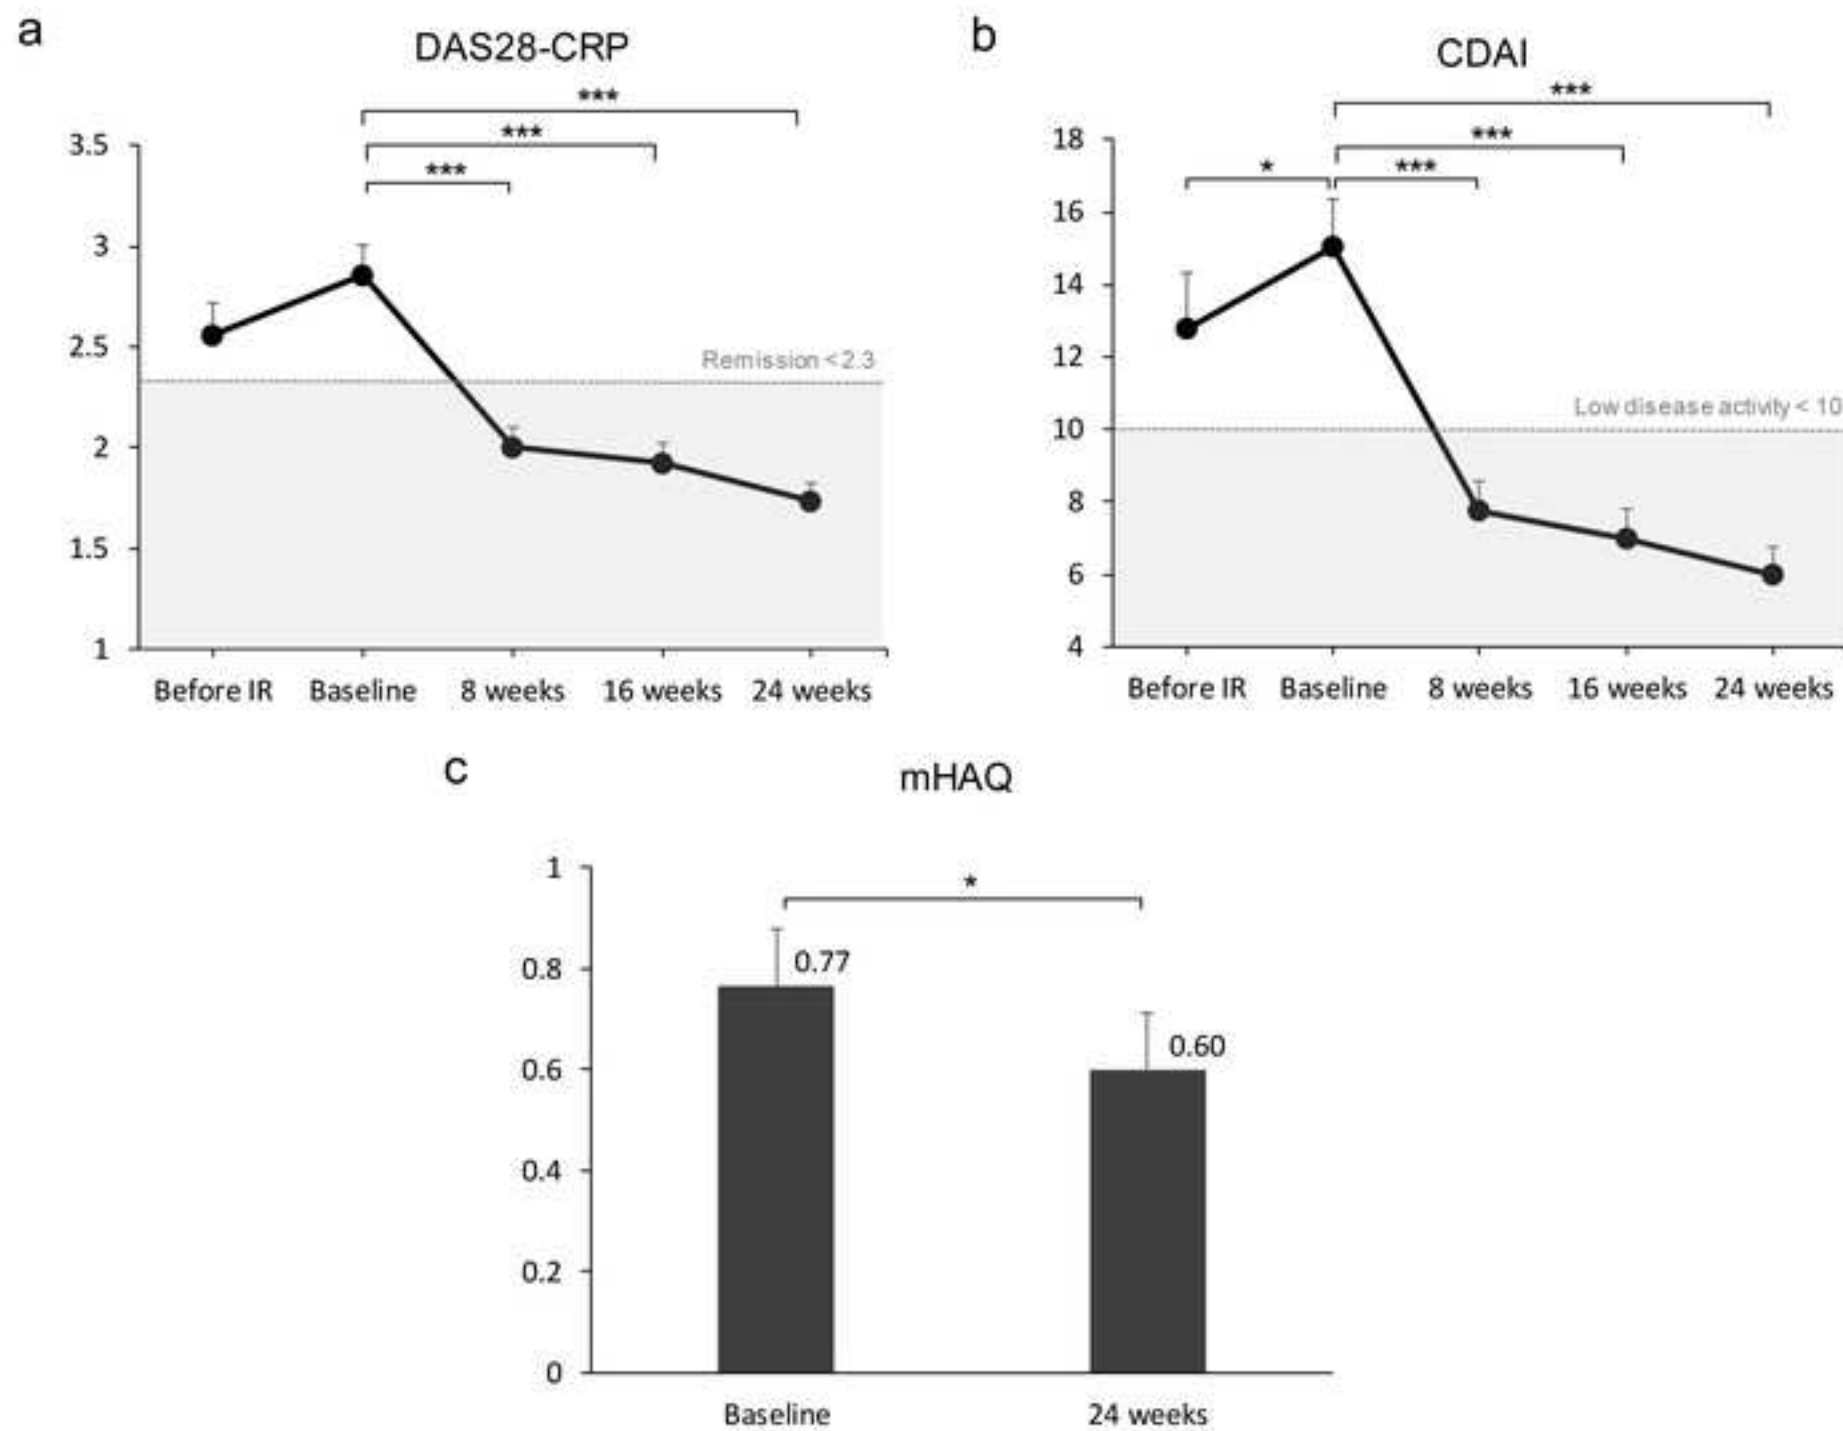 a
DAS28-CRP
***
***
***
3.5
3
2.5
2
1.5
1
Remission <2.3
Before IR Baseline 8 weeks 16 weeks 24 weeks
b
CDAI
***
***
* ***
18
16
14
12
10
8
6
4
Low disease activity < 10
Before IR Baseline 8 weeks 16 weeks 24 weeks
c
mHAQ
*
1
0.8
0.6
0.4
0.2
0
0.77
0.60
Baseline 24 weeks